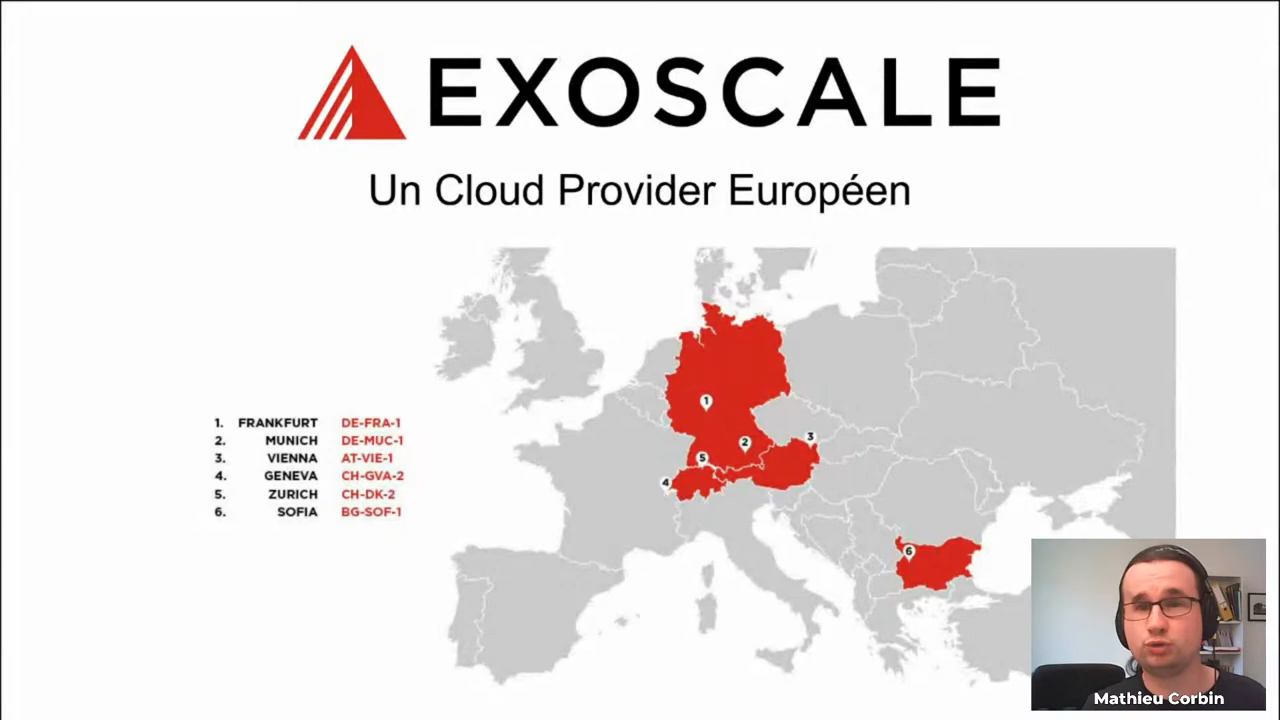 EXOSCALE
Un Cloud Provider Européen
1. FRANKFURT DE-FRA-1
2. MUNICH DE-MUC-1
3. VIENNA AT-VIE-1
4. GENEVA CH-GVA-2
5. ZURICH CH-DK-2
6. SOFIA BG-SOF-1
1
2
3
5
4
6
Mathieu Corbin